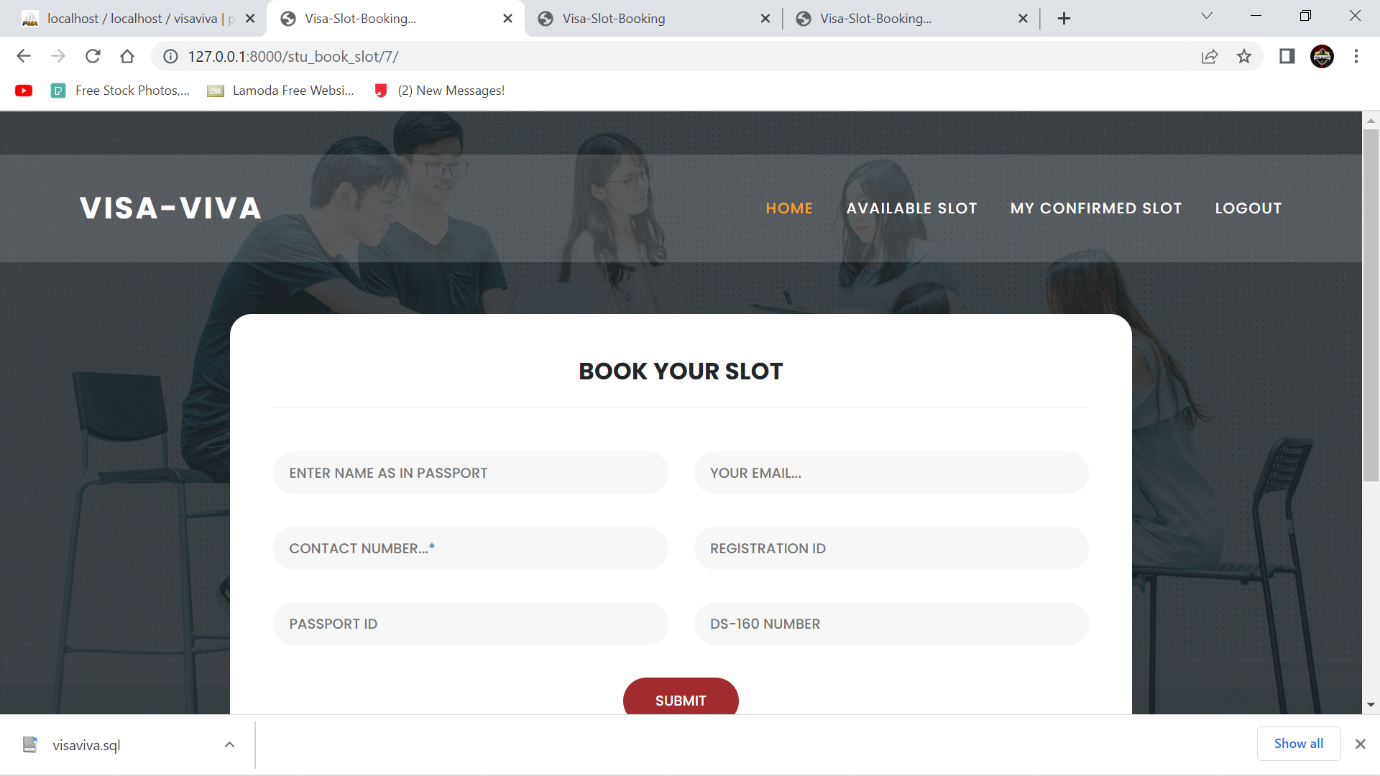 localhost / localhost / visaviva | p
Visa-Slot-Booking...
Visa-Slot-Booking
Visa-Slot-Booking...
127.0.0.1:8000/stu_book_slot/7/
Free Stock Photos,...
Lamoda Free Websi...
(2) New Messages!
VISA-VIVA
HOME
AVAILABLE SLOT
MY CONFIRMED SLOT
LOGOUT
BOOK YOUR SLOT
ENTER NAME AS IN PASSPORT
YOUR EMAIL...
CONTACT NUMBER...*
REGISTRATION ID
PASSPORT ID
DS-160 NUMBER
SUBMIT
visaviva.sql
Show all